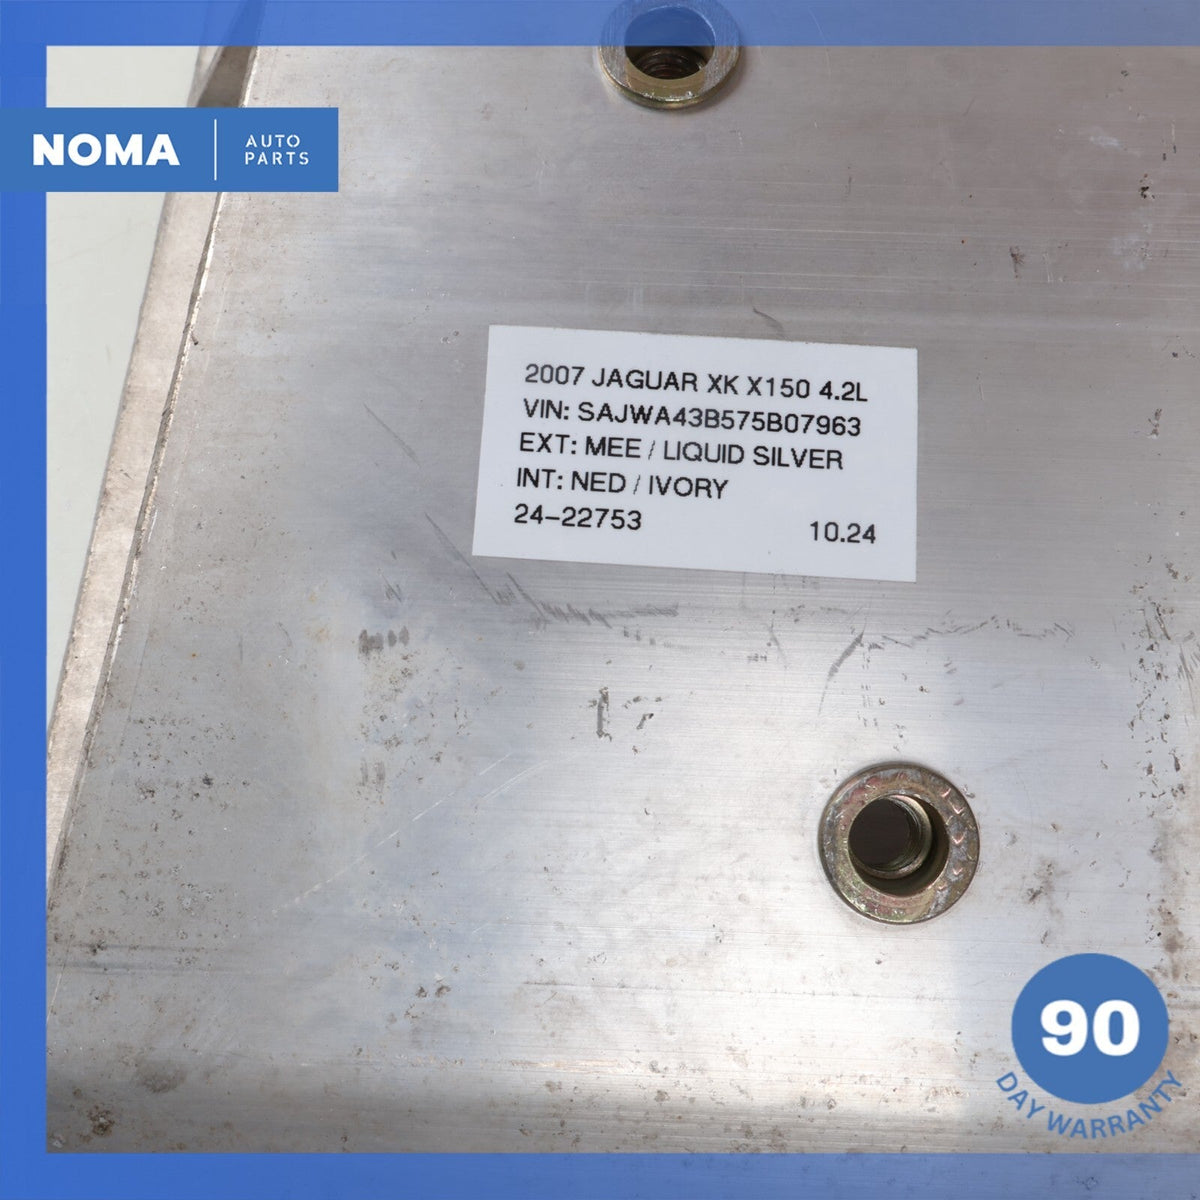 NOMA
AUTO
PARTS
2007 JAGUAR XK X150 4.2L
VIN: SAJWA43B575B07963
EXT: MEE / LIQUID SILVER
INT: NED / IVORY
24-22753 10.24
90
DAY WARRANTY